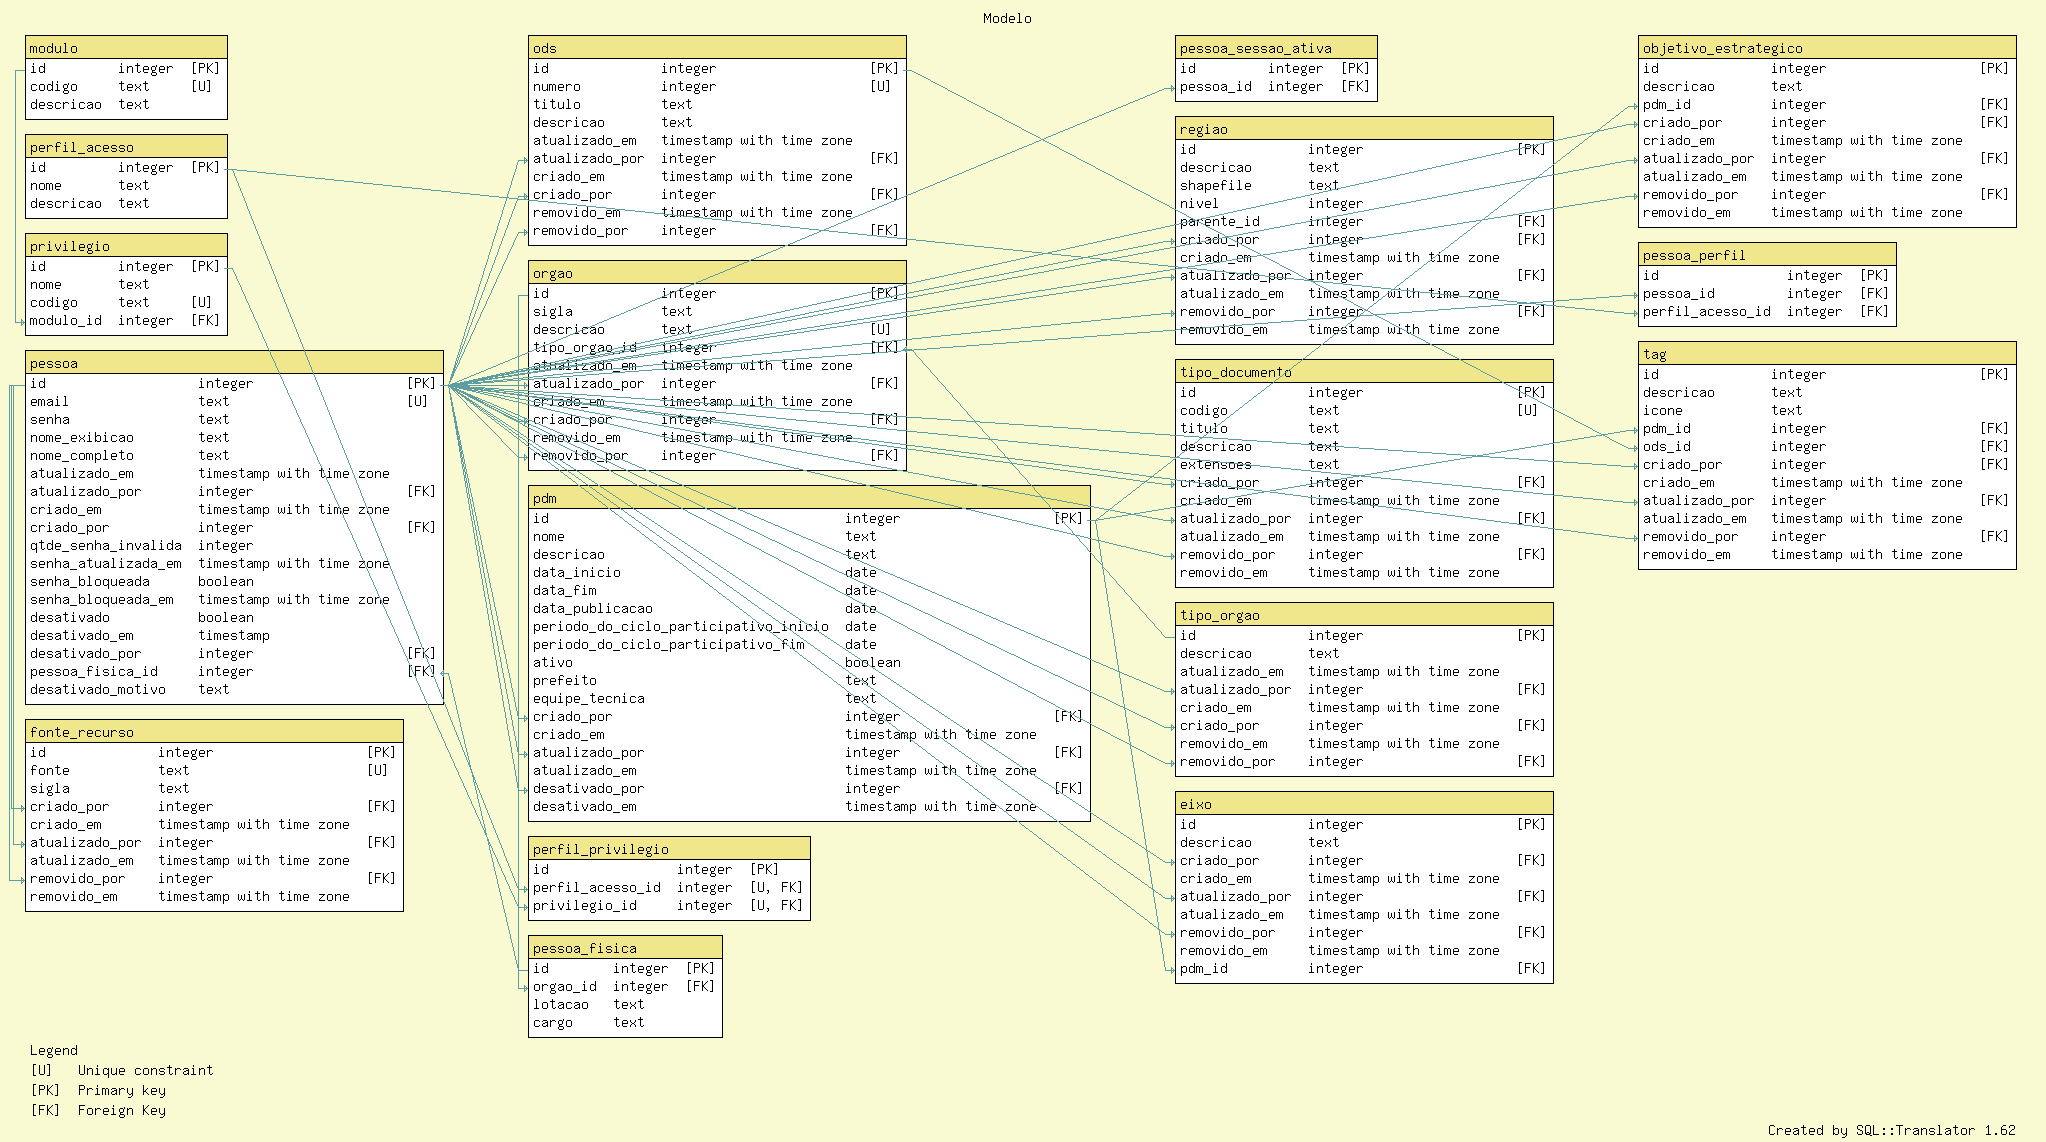 Modelo
modulo
id integer [PK]
codigo text [U]
descricao text
perfil_acesso
id integer [PK]
nome text
descricao text
privilegio
id integer [PK]
nome text
codigo text [U]
modulo_id integer [FK]
pessoa
id integer [PK]
email text [U]
senha text
nome_exibicao text
nome_completo text
atualizado_em timestamp with time zone
atualizado_por integer [FK]
criado_em timestamp with time zone
criado_por integer [FK]
qtde_senha_invalida integer
senha_atualizada_em timestamp with time zone
senha_bloqueada boolean
senha_bloqueada_em timestamp with time zone
desativado boolean
desativado_em timestamp
desativado_por integer [FK]
pessoa_fisica_id integer [FK]
desativado_motivo text
fonte_recurso
id integer [PK]
fonte text [U]
sigla text
criado_por integer [FK]
criado_em timestamp with time zone
atualizado_por integer [FK]
atualizado_em timestamp with time zone
removido_por integer [FK]
removido_em timestamp with time zone
ods
id integer [PK]
numero integer [U]
titulo text
descricao text
atualizado_em timestamp with time zone
atualizado_por integer [FK]
criado_em timestamp with time zone
criado_por integer [FK]
removido_em timestamp with time zone
removido_por integer [FK]
orgao
id integer [PK]
sigla text
descricao text [U]
tipo_orgao_id integer [FK]
atualizado_em timestamp with time zone
atualizado_por integer [FK]
criado_em timestamp with time zone
criado_por integer [FK]
removido_em timestamp with time zone
removido_por integer [FK]
pdm
id integer [PK]
nome text
descricao text
data_inicio date
data_fim date
data_publicacao date
periodo_do_ciclo_participativo_inicio date
periodo_do_ciclo_participativo_fim date
ativo boolean
prefeito text
equipe_tecnica text
criado_por integer [FK]
criado_em timestamp with time zone
atualizado_por integer [FK]
atualizado_em timestamp with time zone
desativado_por integer [FK]
desativado_em timestamp with time zone
perfil_privilegio
id integer [PK]
perfil_acesso_id integer [U, FK]
privilegio_id integer [U, FK]
pessoa_fisica
id integer [PK]
orgao_id integer [FK]
lotacao text
cargo text
pessoa_sessao_ativa
id integer [PK]
pessoa_id integer [FK]
regiao
id integer [PK]
descricao text
shapefile text
nivel integer
parente_id integer [FK]
criado_por integer [FK]
criado_em timestamp with time zone
atualizado_por integer [FK]
atualizado_em timestamp with time zone
removido_por integer [FK]
removido_em timestamp with time zone
tipo_documento
id integer [PK]
codigo text [U]
titulo text
descricao text
extensoes text
criado_por integer [FK]
criado_em timestamp with time zone
atualizado_por integer [FK]
atualizado_em timestamp with time zone
removido_por integer [FK]
removido_em timestamp with time zone
tipo_orgao
id integer [PK]
descricao text
atualizado_em timestamp with time zone
atualizado_por integer [FK]
criado_em timestamp with time zone
criado_por integer [FK]
removido_em timestamp with time zone
removido_por integer [FK]
eixo
id integer [PK]
descricao text
criado_por integer [FK]
criado_em timestamp with time zone
atualizado_por integer [FK]
atualizado_em timestamp with time zone
removido_por integer [FK]
removido_em timestamp with time zone
pdm_id integer [FK]
objetivo_estrategico
id integer [PK]
descricao text
pdm_id integer [FK]
criado_por integer [FK]
criado_em timestamp with time zone
atualizado_por integer [FK]
atualizado_em timestamp with time zone
removido_por integer [FK]
removido_em timestamp with time zone
pessoa_perfil
id integer [PK]
pessoa_id integer [FK]
perfil_acesso_id integer [FK]
tag
id integer [PK]
descricao text
icone text
pdm_id integer [FK]
ods_id integer [FK]
criado_por integer [FK]
criado_em timestamp with time zone
atualizado_por integer [FK]
atualizado_em timestamp with time zone
removido_por integer [FK]
removido_em timestamp with time zone
Legend
[U] Unique constraint
[PK] Primary key
[FK] Foreign Key
Created by SQL::Translator 1.62